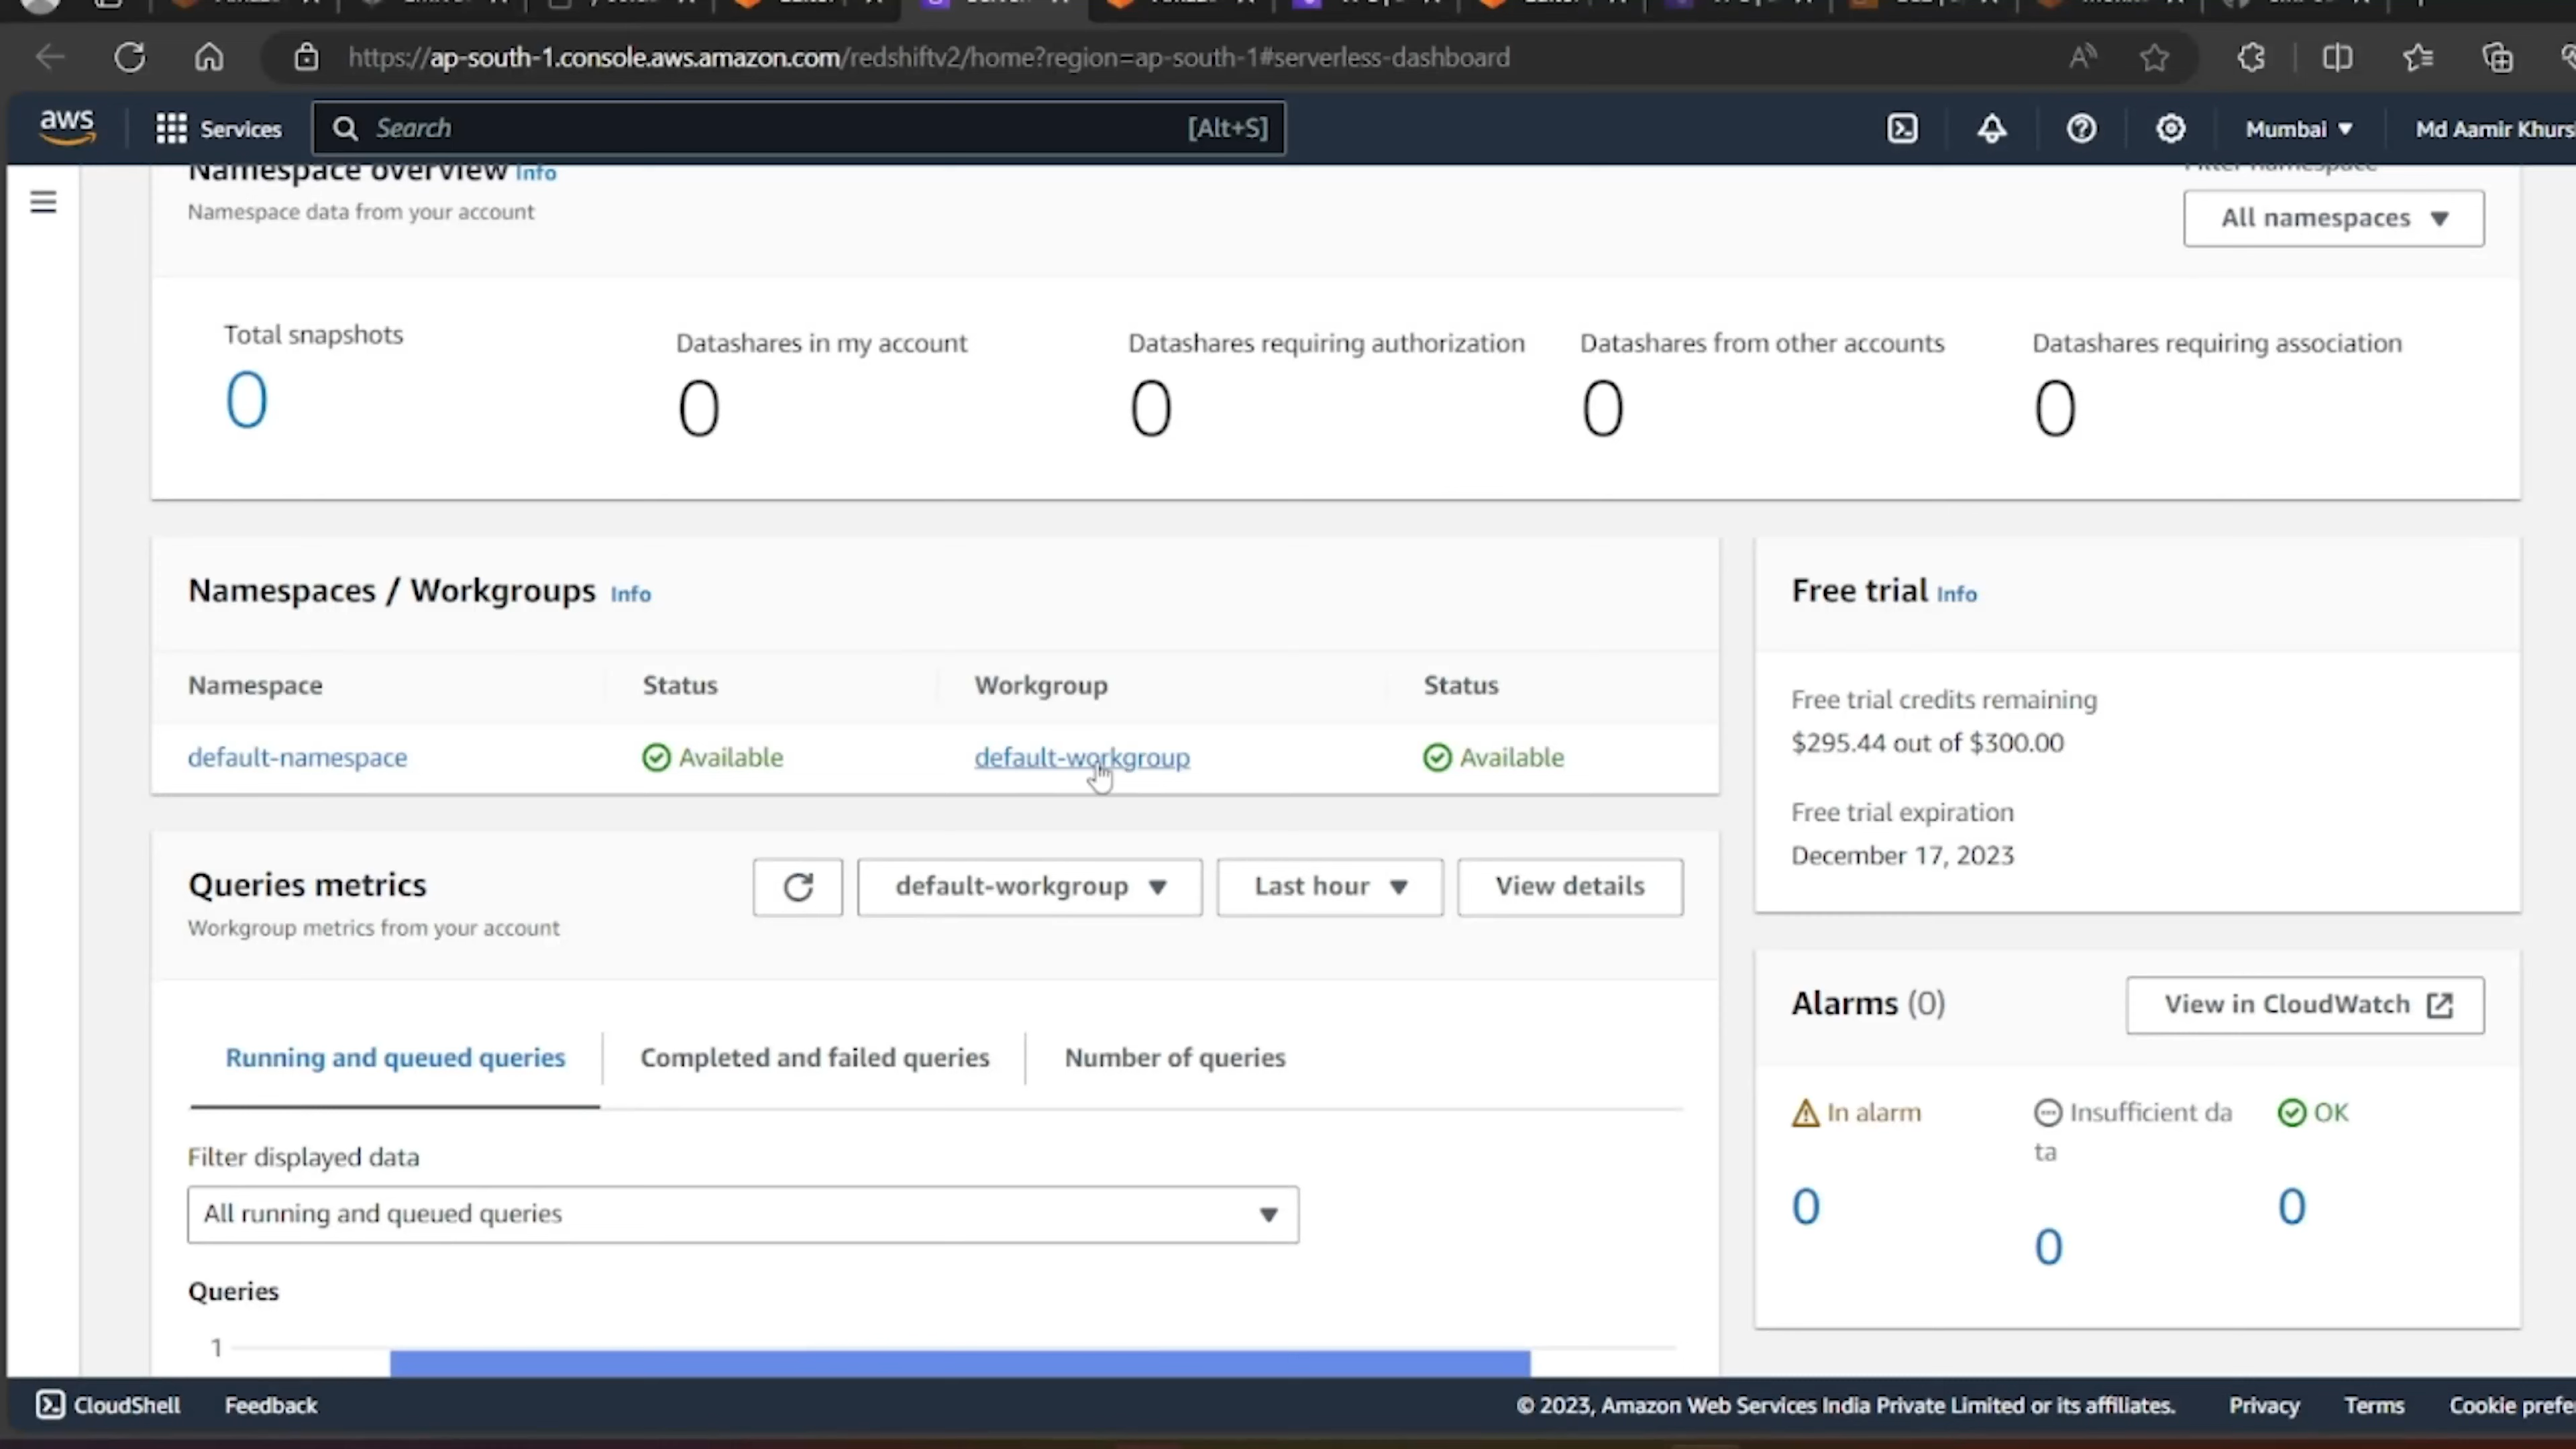 https://ap-south-1.console.aws.amazon.com/redshiftv2/home?region=ap-south-1#serverless-dashboard
aws
Services
Search
[Alt+S]
Mumbai
Md Aamir Khurs
Namespace overview Info
Namespace data from your account
Filter namespace
All namespaces
Total snapshots
0
Datashares in my account
0
Datashares requiring authorization
0
Datashares from other accounts
0
Datashares requiring association
0
Namespaces / Workgroups Info
Namespace Status Workgroup Status
default-namespace Available default-workgroup Available
Free trial Info
Free trial credits remaining
$295.44 out of $300.00
Free trial expiration
December 17, 2023
Queries metrics
Workgroup metrics from your account
default-workgroup
Last hour
View details
Running and queued queries
Completed and failed queries
Number of queries
Filter displayed data
All running and queued queries
Queries
1
Alarms (0)
View in CloudWatch
In alarm
0
Insufficient da
ta
0
OK
0
CloudShell
Feedback
© 2023, Amazon Web Services India Private Limited or its affiliates.
Privacy
Terms
Cookie prefe